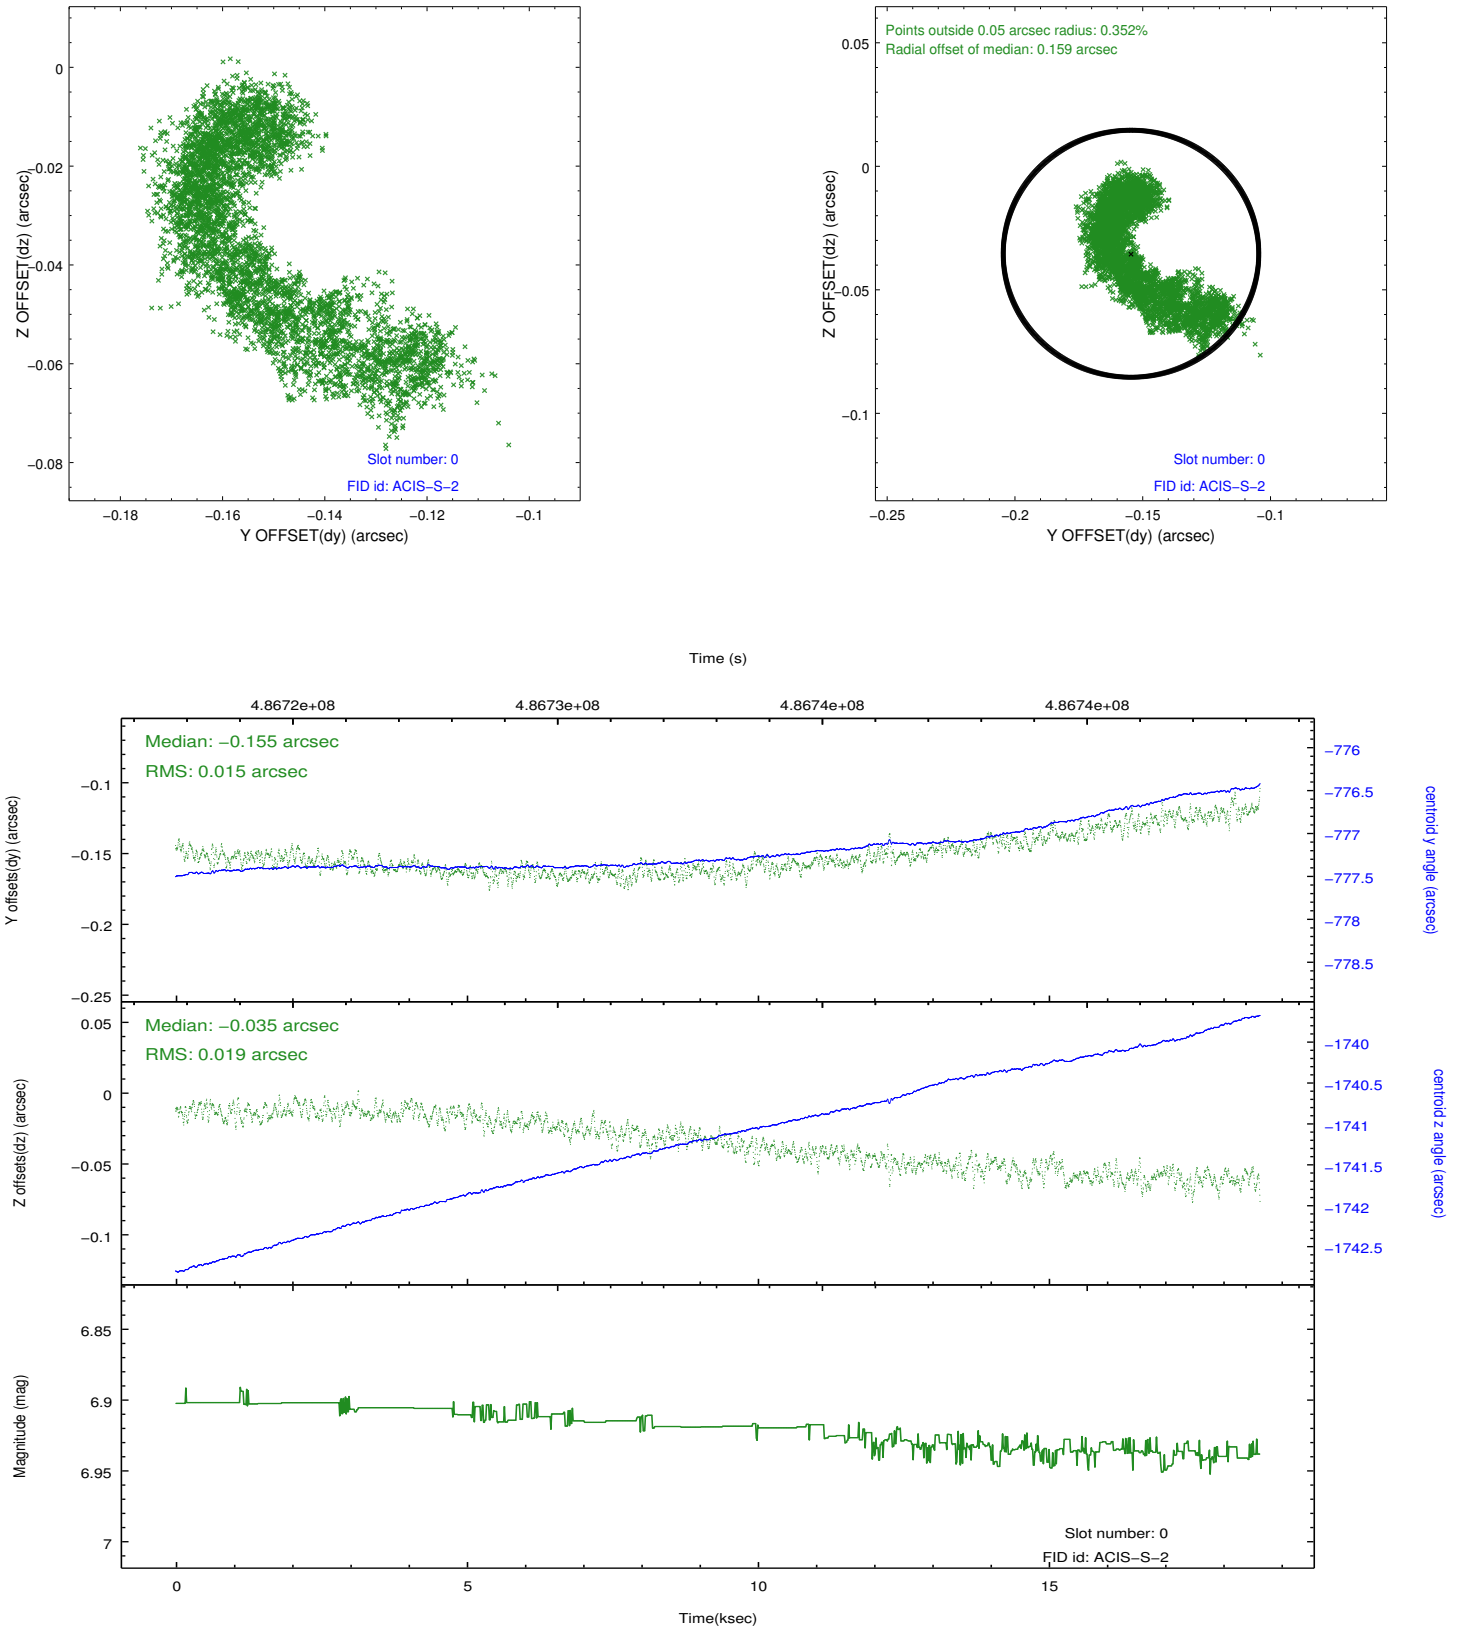 0
−0.02
−0.04
−0.06
−0.08
Z OFFSET(dz) (arcsec)
Slot number: 0
FID id: ACIS−S−2
−0.18
−0.16
−0.14
−0.12
−0.1
Y OFFSET(dy) (arcsec)
Points outside 0.05 arcsec radius: 0.352%
Radial offset of median: 0.159 arcsec
0.05
0
−0.05
−0.1
Z OFFSET(dz) (arcsec)
Slot number: 0
FID id: ACIS−S−2
−0.25
−0.2
−0.15
−0.1
Y OFFSET(dy) (arcsec)
Time (s)
4.8672e+08
4.8673e+08
4.8674e+08
4.8674e+08
Median: −0.155 arcsec
RMS: 0.015 arcsec
−0.1
−0.15
−0.2
−0.25
Y offsets(dy) (arcsec)
−776
−776.5
−777
−777.5
−778
−778.5
centroid y angle (arcsec)
Median: −0.035 arcsec
RMS: 0.019 arcsec
0.05
0
−0.05
−0.1
Z offsets(dz) (arcsec)
−1740
−1740.5
−1741
−1741.5
−1742
−1742.5
centroid z angle (arcsec)
6.85
6.9
6.95
7
Magnitude (mag)
Slot number: 0
FID id: ACIS−S−2
0
5
10
15
Time(ksec)